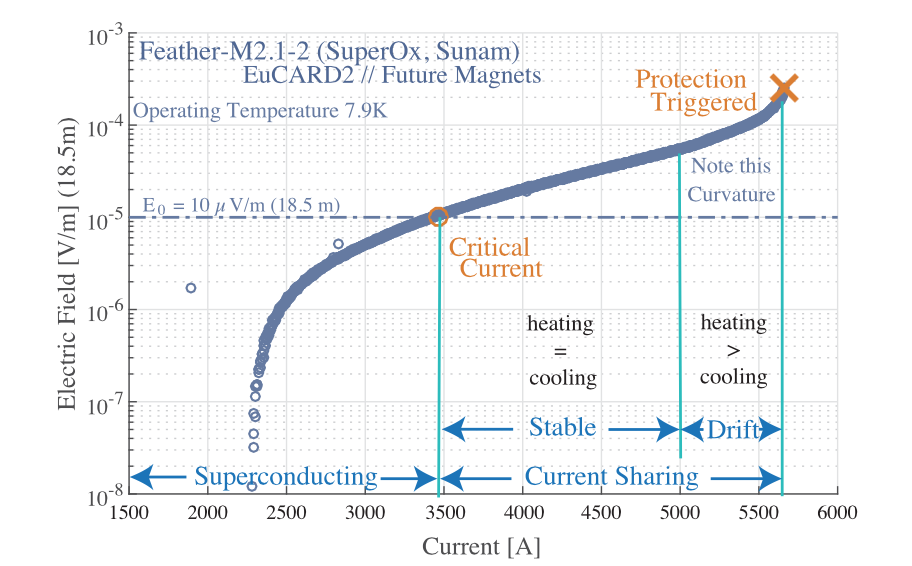 Feather-M2.1-2 (SuperOx, Sunam)
EuCARD2 // Future Magnets
Operating Temperature 7.9K
Protection
Triggered
Note this
Curvature
E0 = 10 μ V/m (18.5 m)
Critical
Current
heating
=
cooling
heating
>
cooling
Stable
Drift
Superconducting
Current Sharing
Electric Field [V/m] (18.5m)
10^-3
10^-4
10^-5
10^-6
10^-7
10^-8
1500 2000 2500 3000 3500 4000 4500 5000 5500 6000
Current [A]